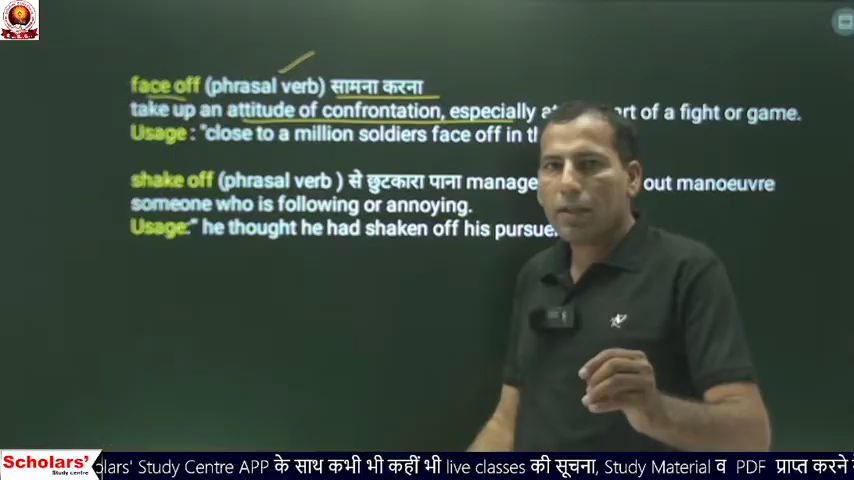 face off (phrasal verb) सामना करना
take up an attitude of confrontation, especially at of a fight or game.
Usage : "close to a million soldiers face off in
shake off (phrasal verb ) से छुटकारा पाना manage out manoeuvre
someone who is following or annoying.
Usage:" he thought he had shaken off his
Scholars'
Study centre
Study Centre APP के साथ कभी भी कहीं भी live classes की सूचना, Study Material व PDF प्राप्त करने